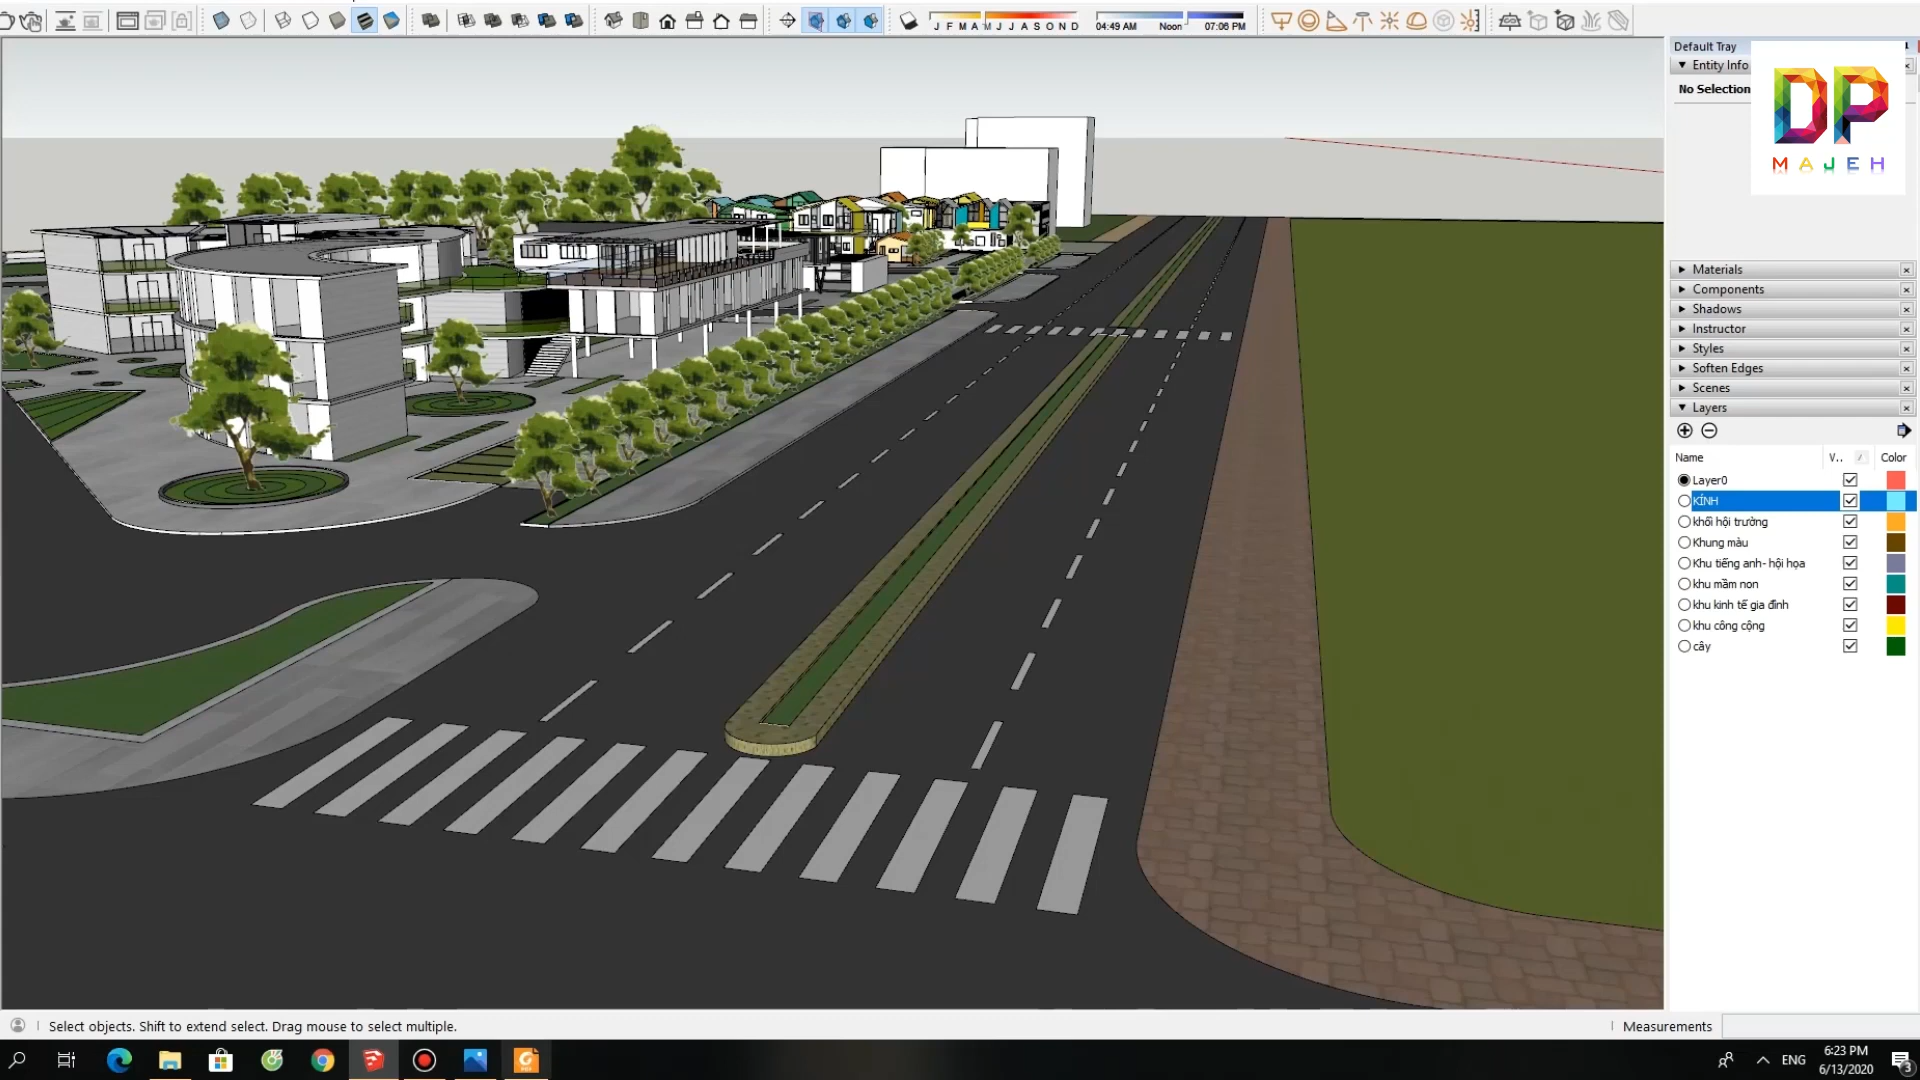 J F M A M J J A S O N D
04:49 AM Noon 07:06 PM
Default Tray
Entity Info
No Selection
DP
MAJEH
Materials
Components
Shadows
Instructor
Styles
Soften Edges
Scenes
Layers
Name V.. Color
Layer0
KÍNH
khối hội trường
Khung màu
Khu tiếng anh- hội họa
khu mầm non
khu kinh tế gia đình
khu công cộng
cây
Select objects. Shift to extend select. Drag mouse to select multiple.
Measurements
ENG
6:23 PM
6/13/2020
3